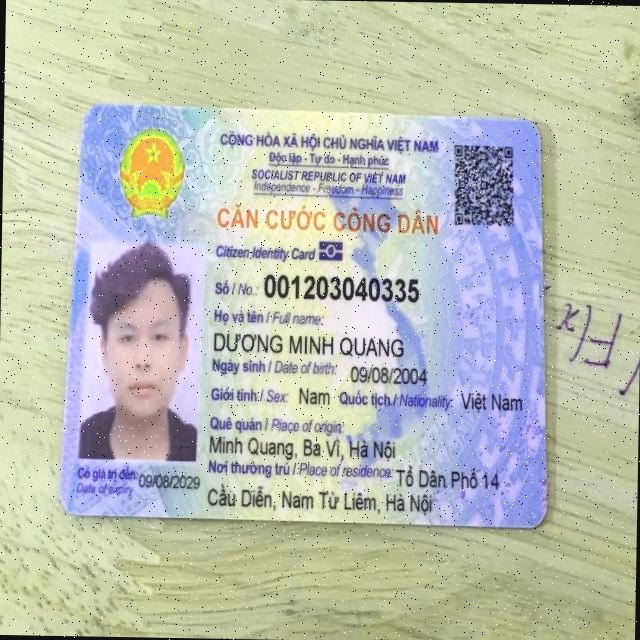 CỘNG HÒA XÃ HỘI CHỦ NGHĨA VIỆT NAM
Độc lập - Tự do - Hạnh phúc
SOCIALIST REPUBLIC OF VIET NAM
Independence - Freedom - Happiness
CĂN CƯỚC CÔNG DÂN
Citizen Identity Card
Số / No.: 001203040335
Họ và tên / Full name:
DƯƠNG MINH QUANG
Ngày sinh / Date of birth: 09/08/2004
Giới tính / Sex: Nam Quốc tịch / Nationality: Việt Nam
Quê quán / Place of origin:
Minh Quang, Ba Vì, Hà Nội
Nơi thường trú / Place of residence: Tổ Dân Phố 14
Cầu Diễn, Nam Từ Liêm, Hà Nội
Có giá trị đến: 09/08/2029
Date of expiry